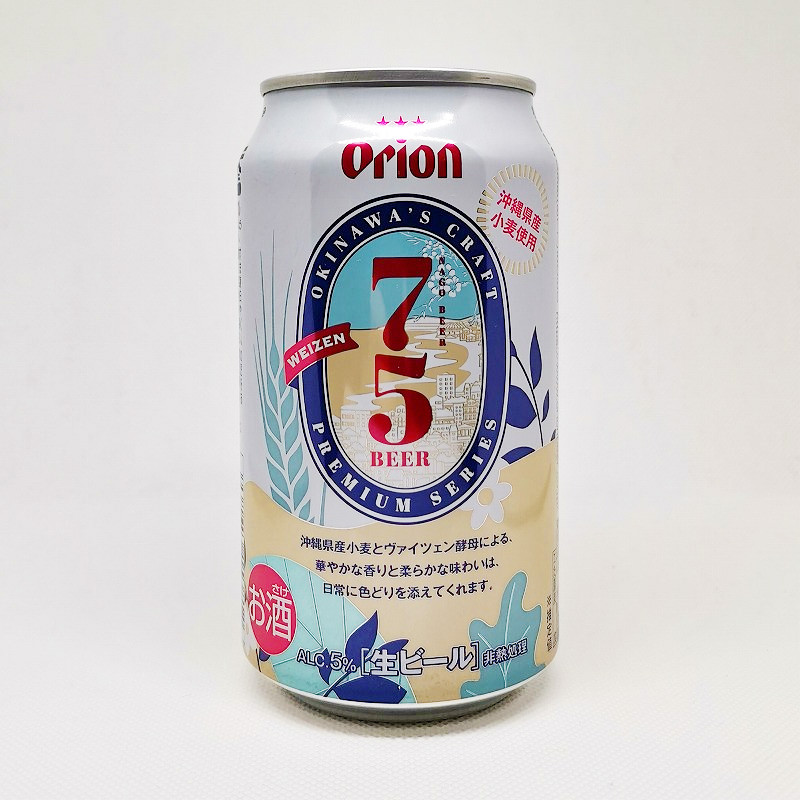 Orion
沖縄県産
小麦使用
OKINAWA'S CRAFT
75
NAGO BEER
WEIZEN
BEER
PREMIUM SERIES
沖縄県産小麦とヴァイツェン酵母による、
華やかな香りと柔らかな味わいは、
日常に色どりを添えてくれます。
さけ
お酒
ALC.5% [生ビール] 非熱処理